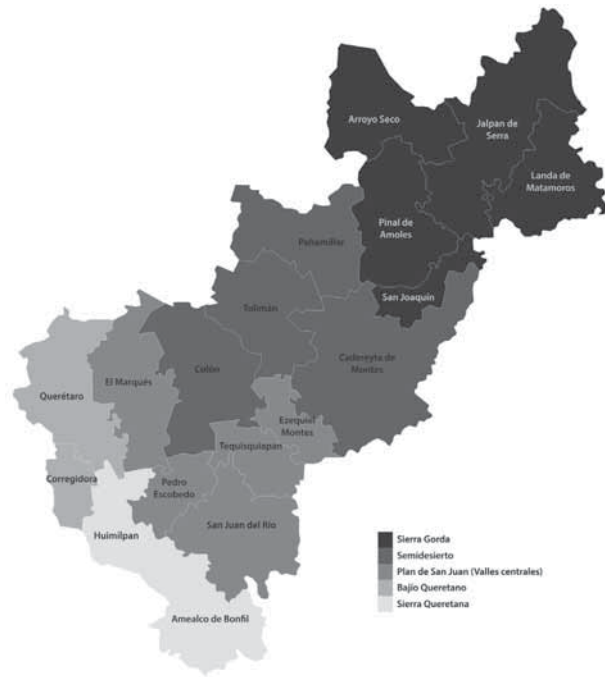 Arroyo Seco
Jalpan de
Serra
Landa de
Matamoros
Pinal de
Amoles
Peñamiller
San Joaquín
Tolimán
Cadereyta de
Montes
Colón
El Marqués
Querétaro
Ezequiel
Montes
Tequisquiapan
Corregidora
Pedro
Escobedo
San Juan del Río
Huimilpan
Amealco de Bonfil
Sierra Gorda
Semidesierto
Plan de San Juan (Valles centrales)
Bajío Queretano
Sierra Queretana